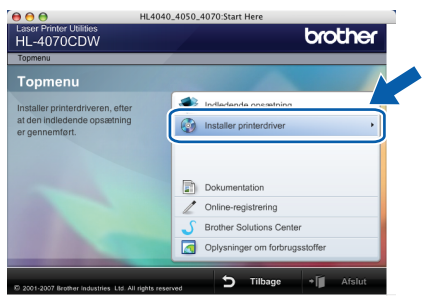 HL4040_4050_4070:Start Here
Laser Printer Utilities
HL-4070CDW
brother
Topmenu
Topmenu
Installer printerdriveren, efter
at den indledende opsætning
er gennemført.
Indledende opsætning
Installer printerdriver
Dokumentation
Online-registrering
Brother Solutions Center
Oplysninger om forbrugsstoffer
© 2001-2007 Brother Industries Ltd. All rights reserved
Tilbage
Afslut